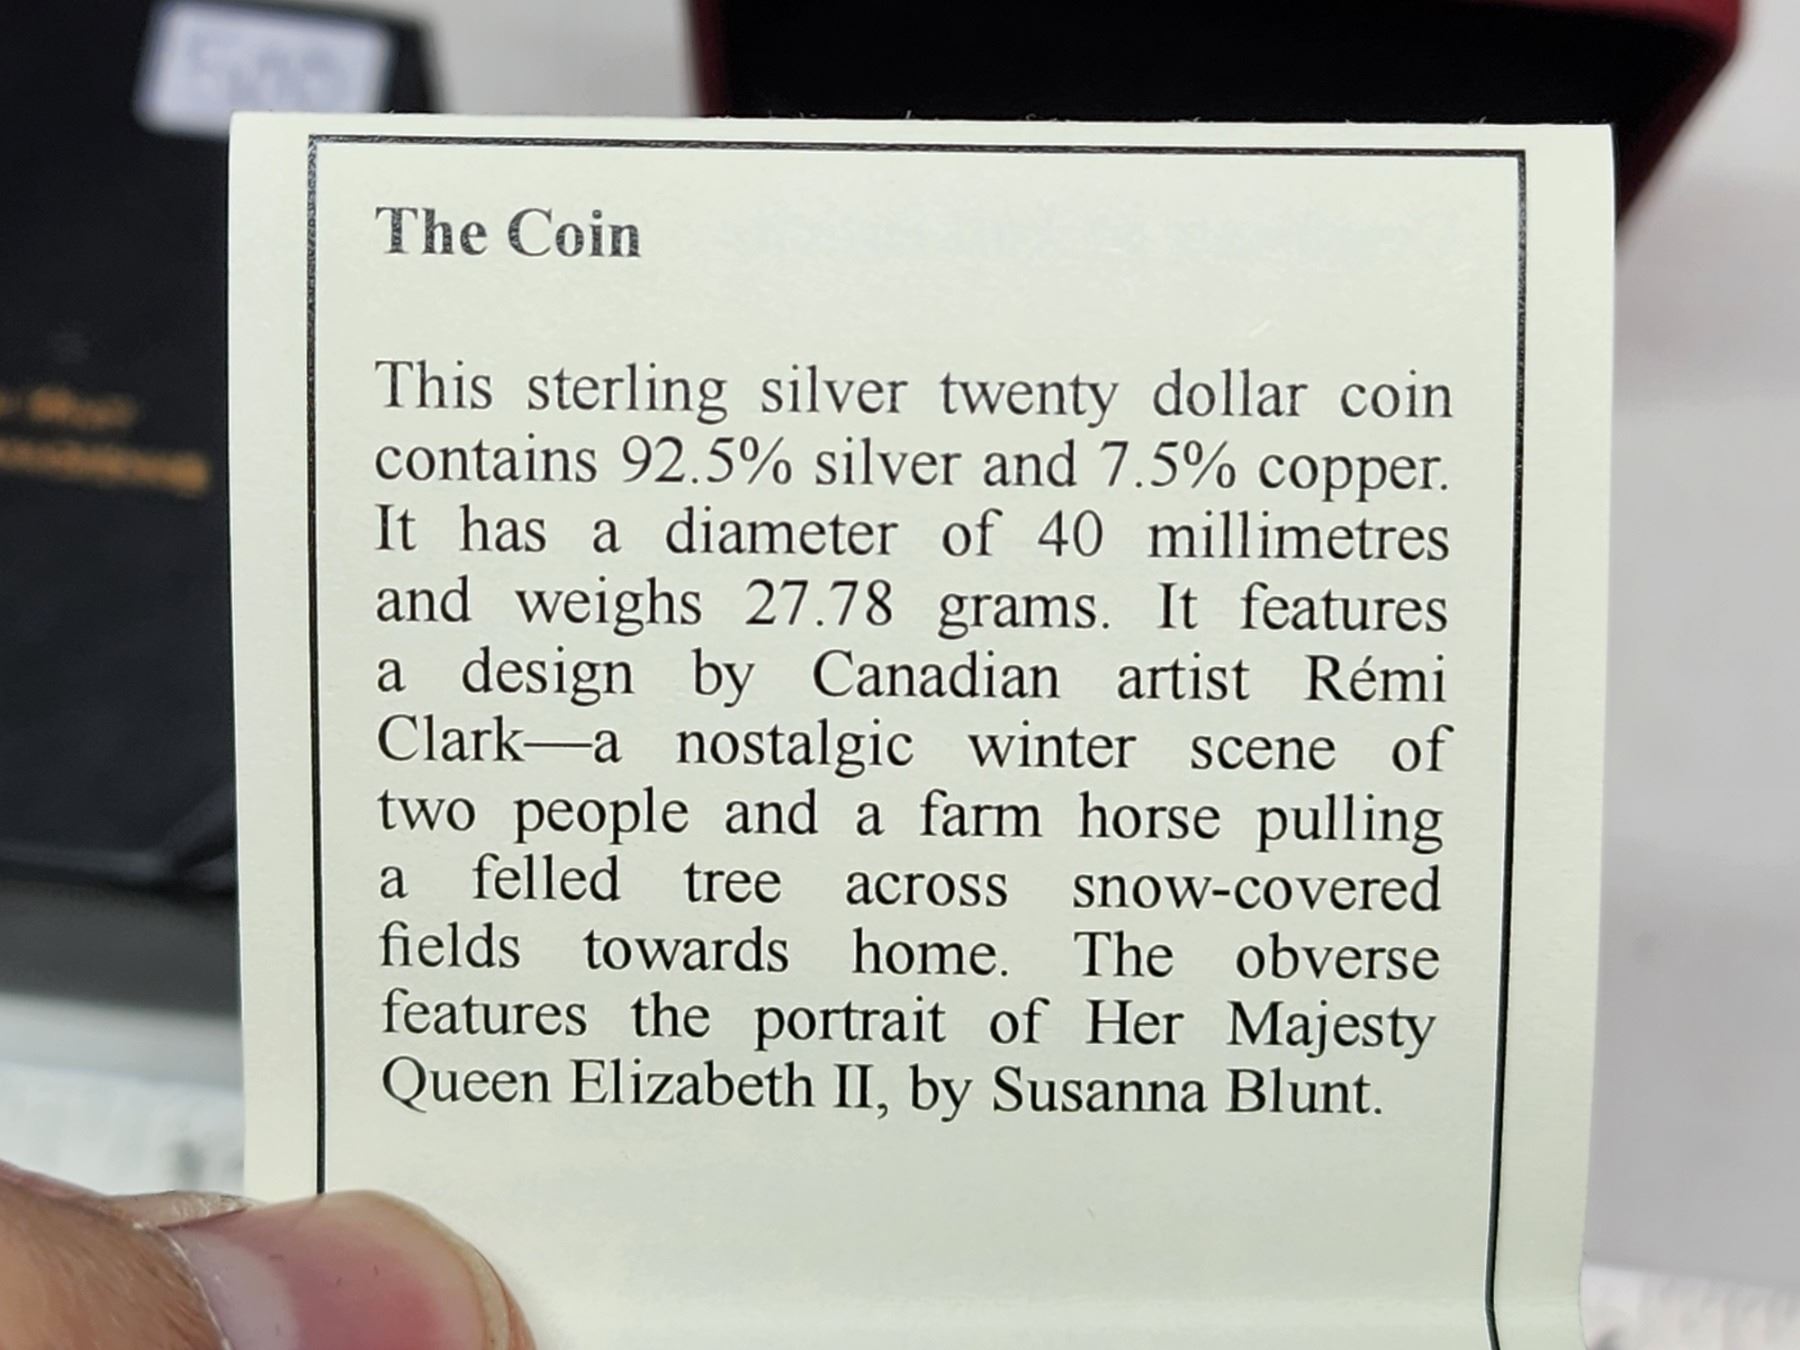 The Coin
This sterling silver twenty dollar coin
contains 92.5% silver and 7.5% copper.
It has a diameter of 40 millimetres
and weighs 27.78 grams. It features
a design by Canadian artist Rémi
Clark—a nostalgic winter scene of
two people and a farm horse pulling
a felled tree across snow-covered
fields towards home. The obverse
features the portrait of Her Majesty
Queen Elizabeth II, by Susanna Blunt.